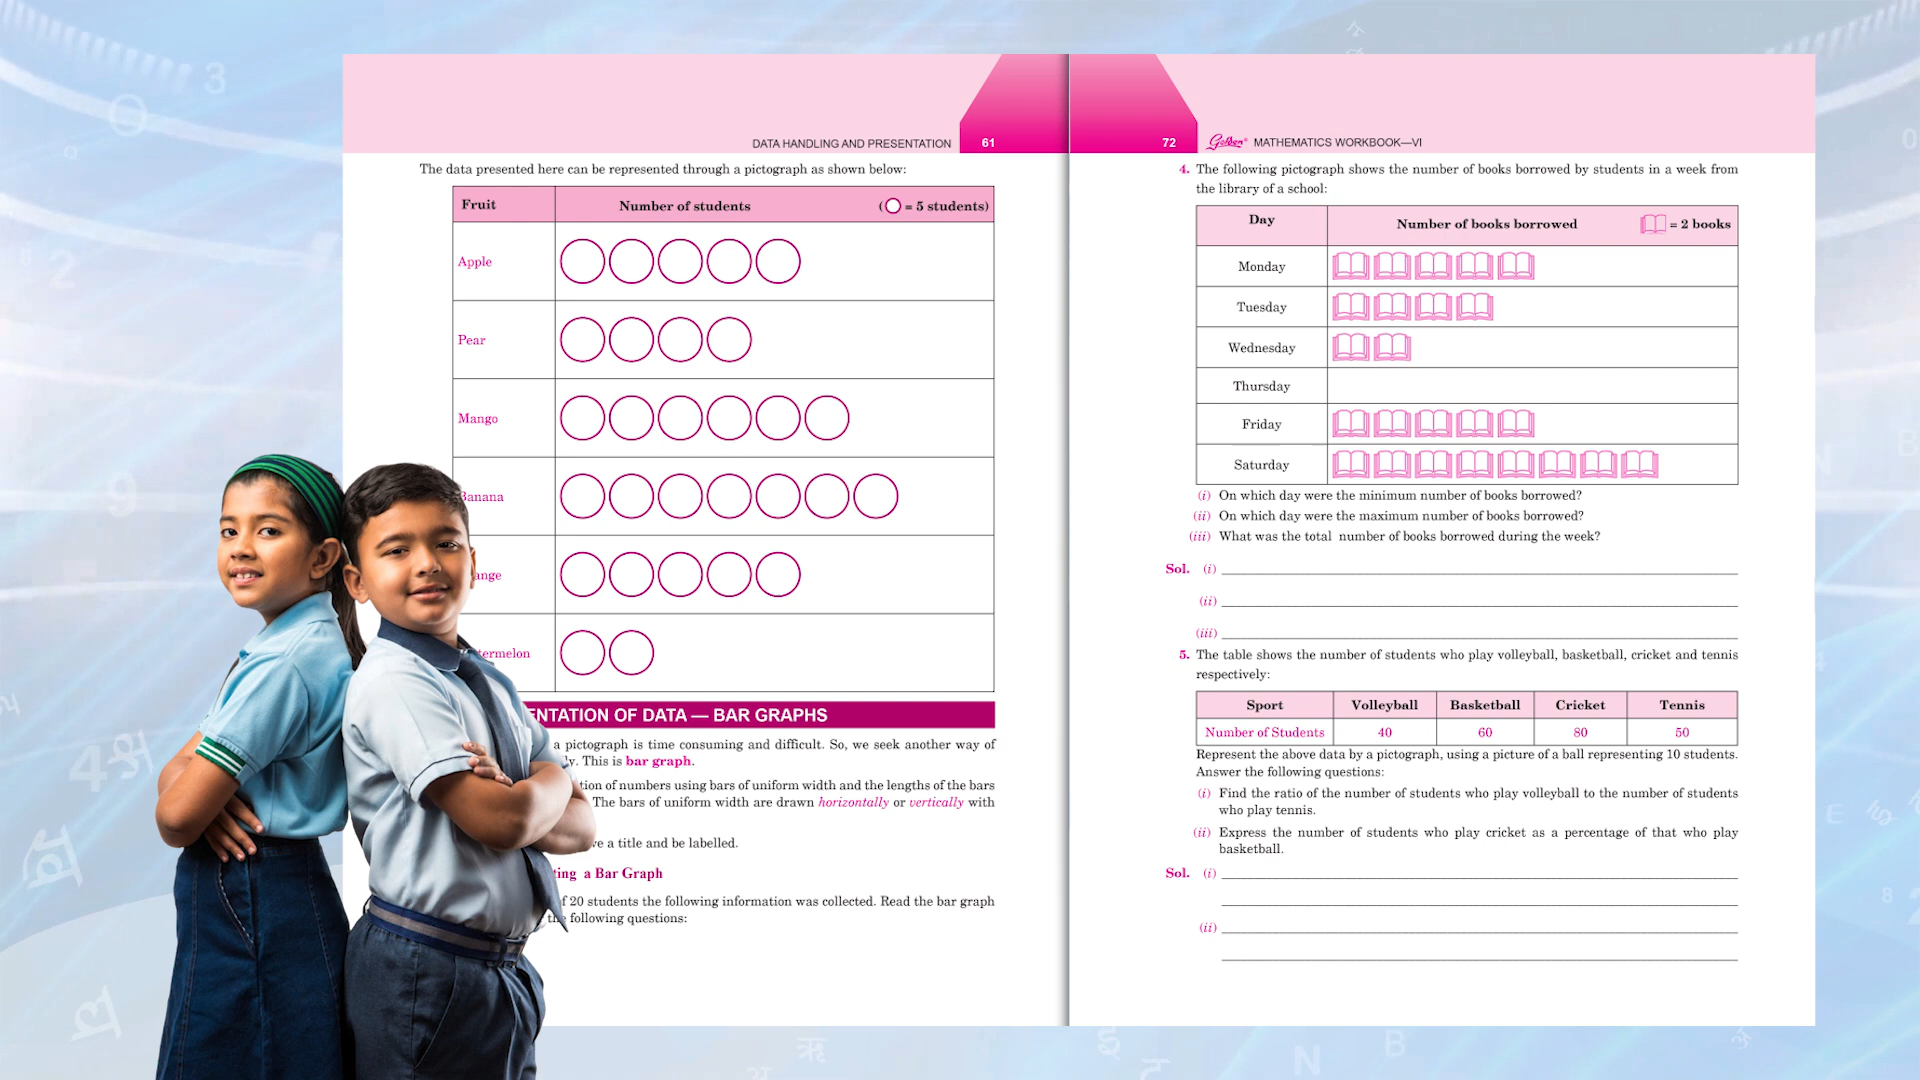 DATA HANDLING AND PRESENTATION 61
The data presented here can be represented through a pictograph as shown below:
Fruit Number of students ( = 5 students)
Apple
Pear
Mango
Banana
ange
termelon
ENTATION OF DATA — BAR GRAPHS
a pictograph is time consuming and difficult. So, we seek another way of
ly. This is bar graph.
tion of numbers using bars of uniform width and the lengths of the bars
The bars of uniform width are drawn horizontally or vertically with
ve a title and be labelled.
ting a Bar Graph
of 20 students the following information was collected. Read the bar graph
the following questions:
72 Golden® MATHEMATICS WORKBOOK—VI
4. The following pictograph shows the number of books borrowed by students in a week from
the library of a school:
Day Number of books borrowed = 2 books
Monday
Tuesday
Wednesday
Thursday
Friday
Saturday
(i) On which day were the minimum number of books borrowed?
(ii) On which day were the maximum number of books borrowed?
(iii) What was the total number of books borrowed during the week?
Sol. (i)
(ii)
(iii)
5. The table shows the number of students who play volleyball, basketball, cricket and tennis
respectively:
Sport Volleyball Basketball Cricket Tennis
Number of Students 40 60 80 50
Represent the above data by a pictograph, using a picture of a ball representing 10 students.
Answer the following questions:
(i) Find the ratio of the number of students who play volleyball to the number of students
who play tennis.
(ii) Express the number of students who play cricket as a percentage of that who play
basketball.
Sol. (i)
(ii)